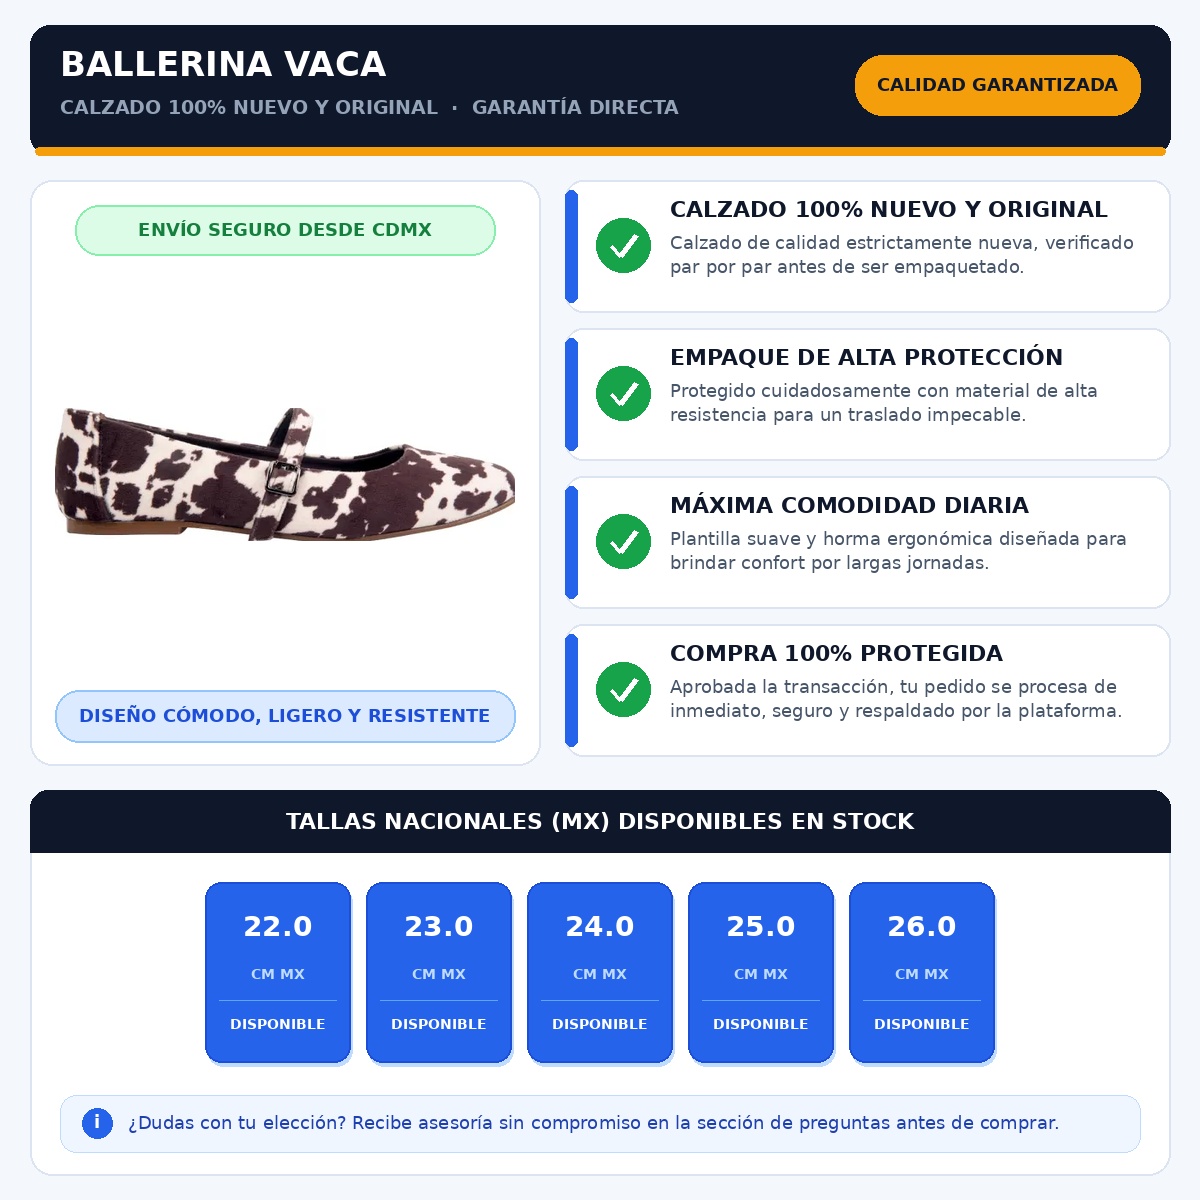 BALLERINA VACA
CALZADO 100% NUEVO Y ORIGINAL · GARANTÍA DIRECTA
CALIDAD GARANTIZADA
ENVÍO SEGURO DESDE CDMX
DISEÑO CÓMODO, LIGERO Y RESISTENTE
CALZADO 100% NUEVO Y ORIGINAL
Calzado de calidad estrictamente nueva, verificado
par por par antes de ser empaquetado.
EMPAQUE DE ALTA PROTECCIÓN
Protegido cuidadosamente con material de alta
resistencia para un traslado impecable.
MÁXIMA COMODIDAD DIARIA
Plantilla suave y horma ergonómica diseñada para
brindar confort por largas jornadas.
COMPRA 100% PROTEGIDA
Aprobada la transacción, tu pedido se procesa de
inmediato, seguro y respaldado por la plataforma.
TALLAS NACIONALES (MX) DISPONIBLES EN STOCK
22.0
CM MX
DISPONIBLE
23.0
CM MX
DISPONIBLE
24.0
CM MX
DISPONIBLE
25.0
CM MX
DISPONIBLE
26.0
CM MX
DISPONIBLE
i ¿Dudas con tu elección? Recibe asesoría sin compromiso en la sección de preguntas antes de comprar.